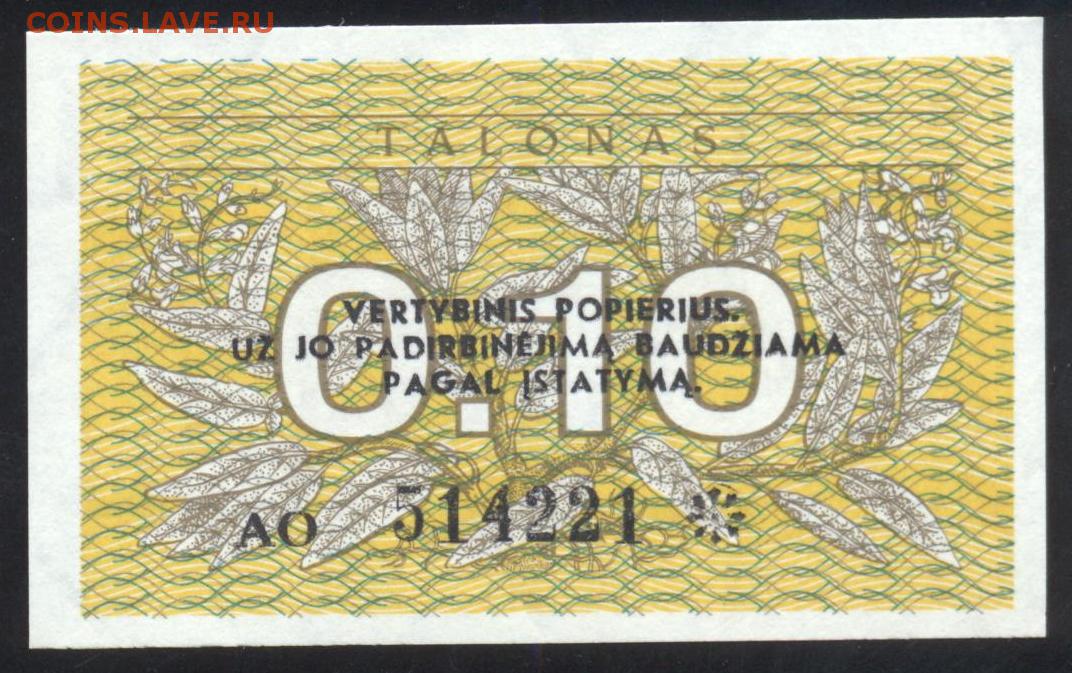 COINS.LAVE.RU
TALONAS
0.10
VERTYBINIS POPIERIUS.
UŽ JO PADIRBINĖJIMĄ BAUDŽIAMA
PAGAL ĮSTATYMĄ.
AO 514221